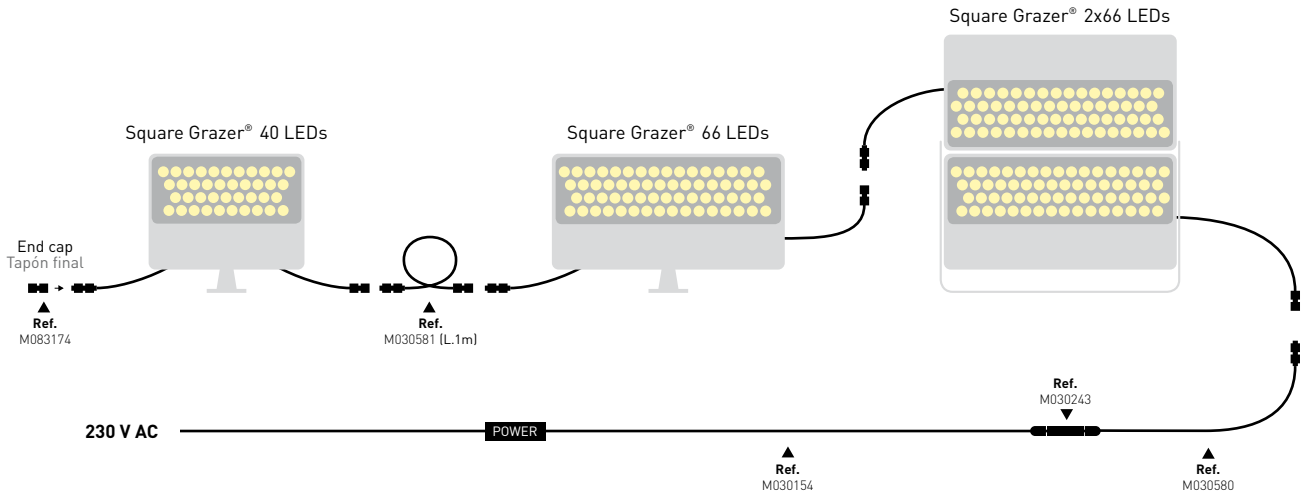 Square Grazer® 2x66 LEDs
Square Grazer® 40 LEDs
Square Grazer® 66 LEDs
End cap
Tapón final
Ref.
M083174
Ref.
M030581 (L.1m)
Ref.
M030243
230 V AC
POWER
Ref.
M030154
Ref.
M030580